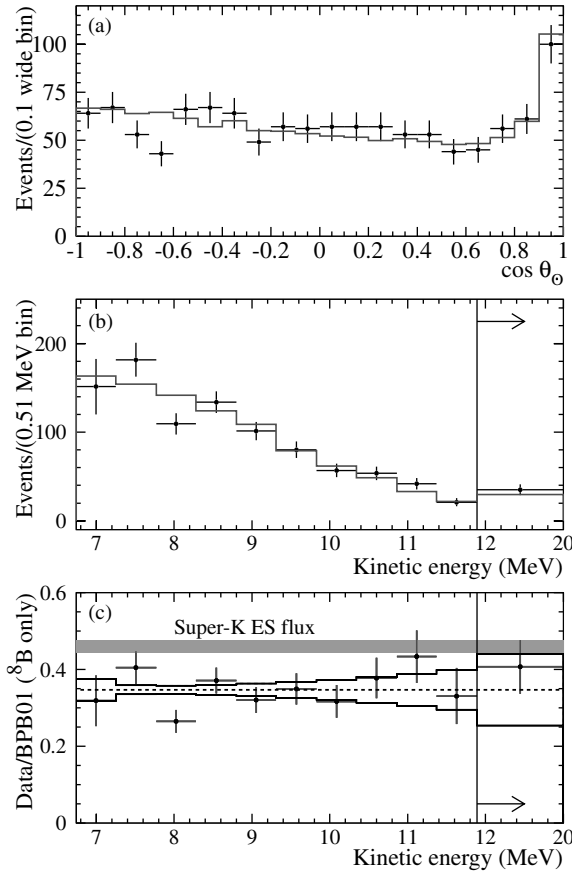 (a)
Events/(0.1 wide bin)
100
75
50
25
0
-1 -0.8 -0.6 -0.4 -0.2 0 0.2 0.4 0.6 0.8 1
cos θ⊙
(b)
Events/(0.51 MeV bin)
200
100
0
7 8 9 10 11 12 20
Kinetic energy (MeV)
(c)
Data/BPB01 (⁸B only)
Super-K ES flux
0.6
0.4
0.2
0
7 8 9 10 11 12 20
Kinetic energy (MeV)